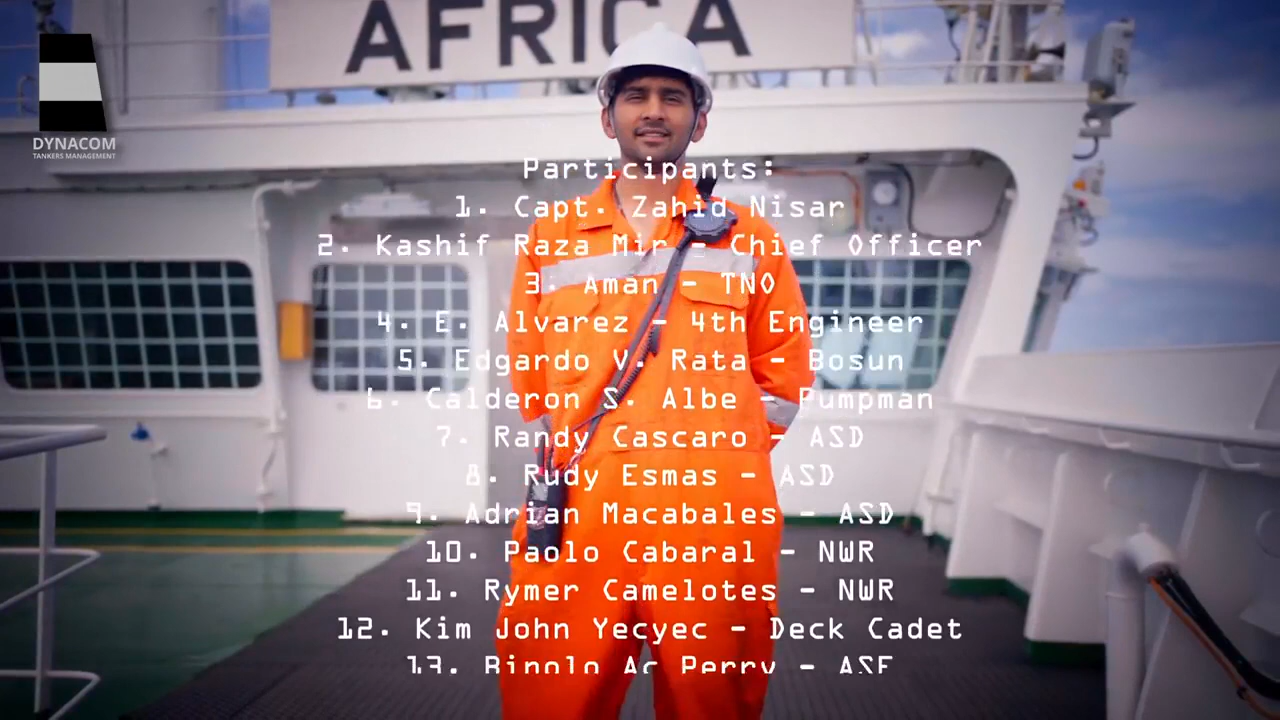 AFRICA
DYNACOM
TANKERS MANAGEMENT
Participants:
1. Capt. Zahid Nisar
2. Kashif Raza Mir - Chief Officer
3. Aman - TNO
4. E. Alvarez - 4th Engineer
5. Edgardo V. Rata - Bosun
6. Calderon S. Albe - Pumpman
7. Randy Cascaro - ASD
8. Rudy Esmas - ASD
9. Adrian Macabales - ASD
10. Paolo Cabaral - NWR
11. Rymer Camelotes - NWR
12. Kim John Yecyec - Deck Cadet
13. Perry -